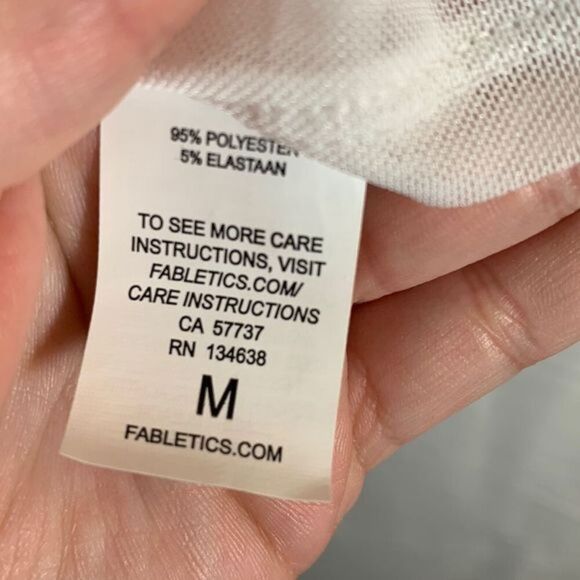 95% POLYESTER
5% ELASTAAN
TO SEE MORE CARE
INSTRUCTIONS, VISIT
FABLETICS.COM/
CARE INSTRUCTIONS
CA 57737
RN 134638
M
FABLETICS.COM